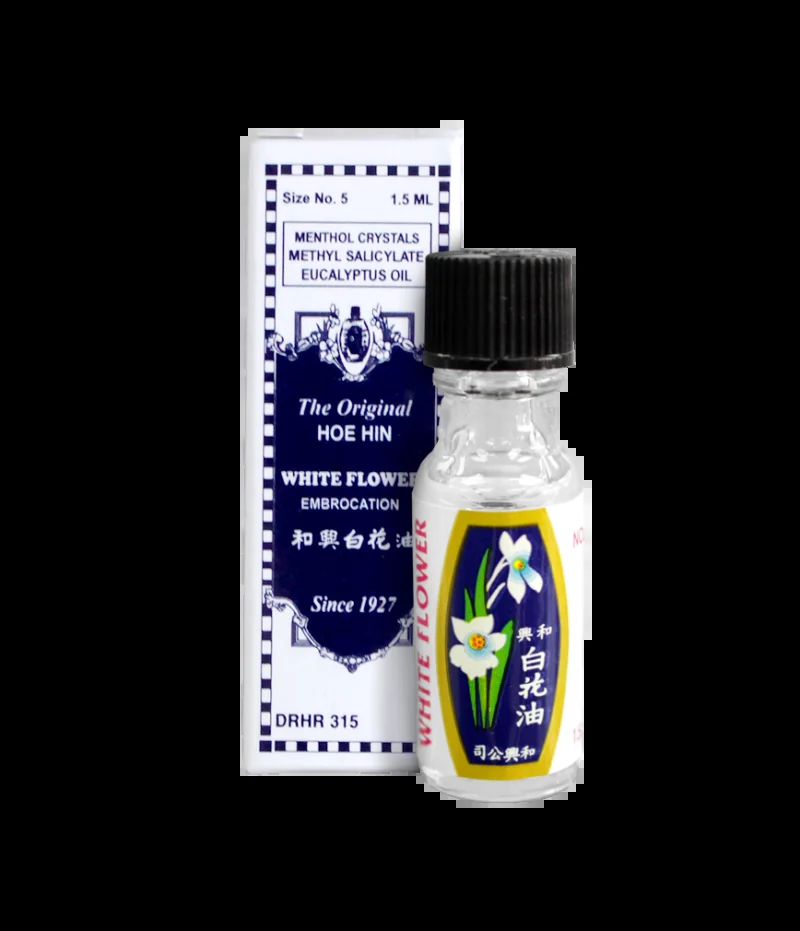 Size No. 5 1.5 ML
MENTHOL CRYSTALS
METHYL SALICYLATE
EUCALYPTUS OIL
The Original
HOE HIN
WHITE FLOWER
EMBROCATION
和興白花油
Since 1927
DRHR 315
WHITE FLOWER
和興
白花油
司公興和